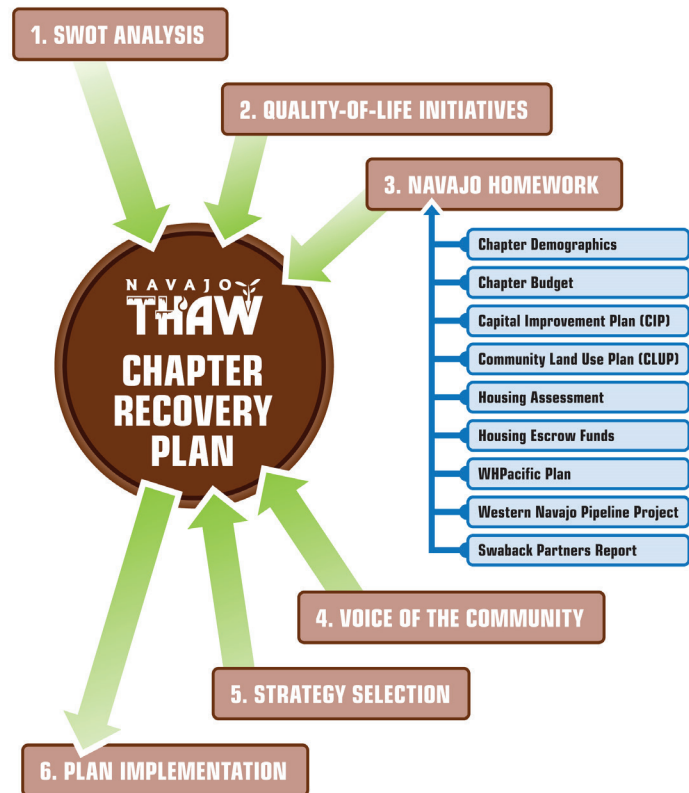 1. SWOT ANALYSIS
2. QUALITY-OF-LIFE INITIATIVES
3. NAVAJO HOMEWORK
Chapter Demographics
Chapter Budget
Capital Improvement Plan (CIP)
Community Land Use Plan (CLUP)
Housing Assessment
Housing Escrow Funds
WHPacific Plan
Western Navajo Pipeline Project
Swaback Partners Report
NAVAJO
THAW
CHAPTER
RECOVERY
PLAN
4. VOICE OF THE COMMUNITY
5. STRATEGY SELECTION
6. PLAN IMPLEMENTATION